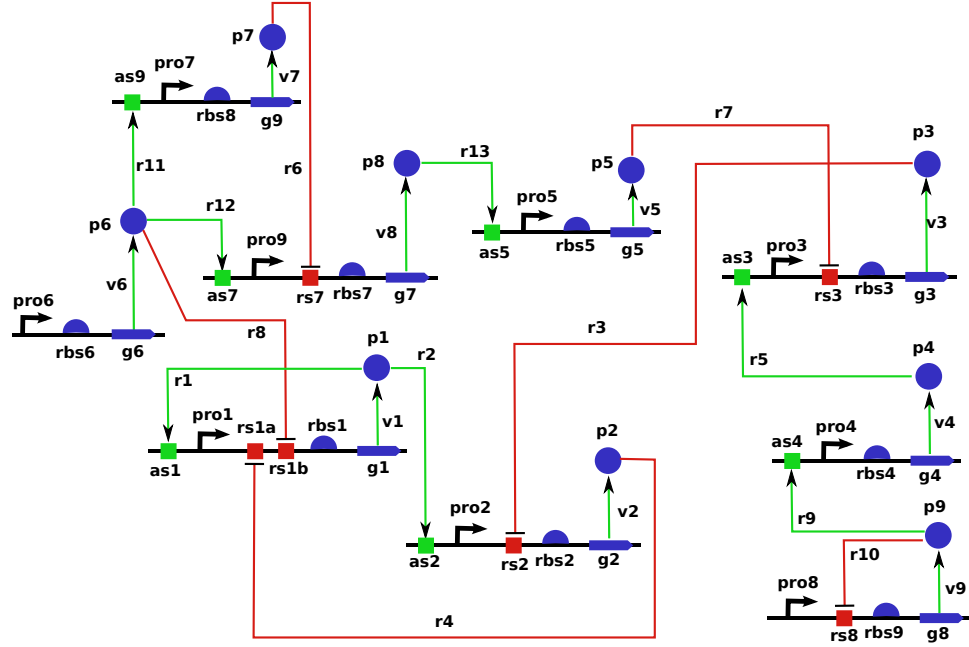 p7
r7
as9
pro7
v7
rbs8
g9
p3
r11
r6
p8
r13
p5
r12
p6
pro5
v5
v3
pro9
v8
as5
rbs5
g5
as3
pro3
v6
as7
rs7
rbs7
g7
rs3
rbs3
g3
pro6
rbs6
g6
r8
r3
p1
r2
r5
p4
r1
pro1
rs1a
rbs1
v1
as4
pro4
v4
as1
rs1b
g1
p2
rbs4
g4
pro2
v2
p9
r9
as2
rs2
rbs2
g2
r10
pro8
v9
r4
rs8
rbs9
g8